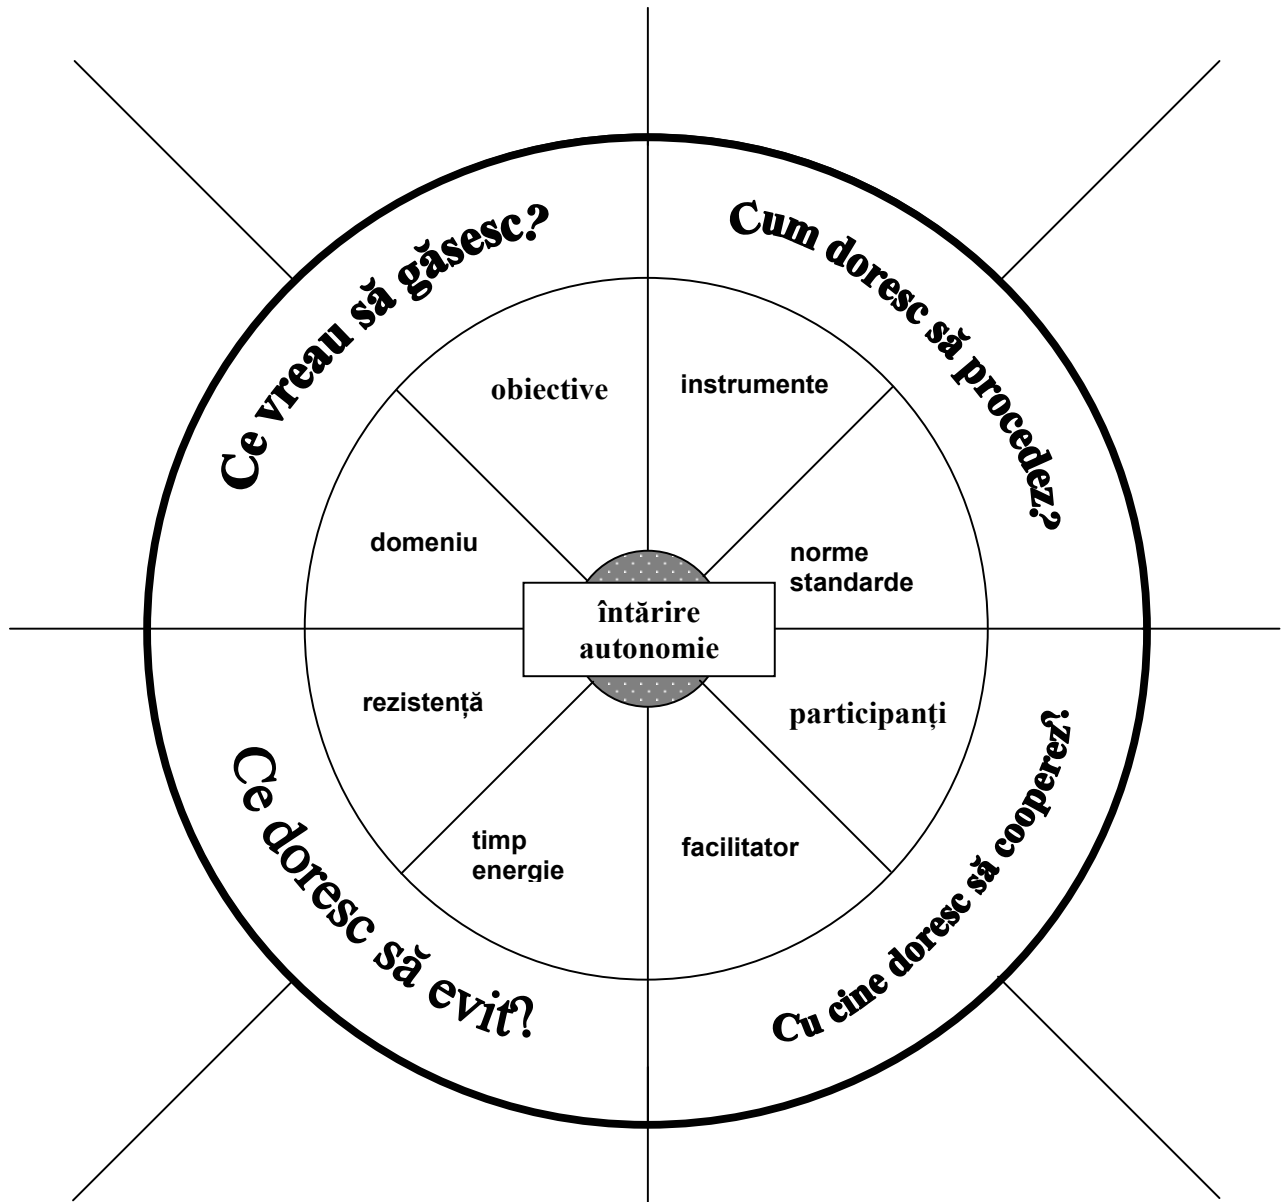 Ce vreau să găsesc?
Cum doresc să procedez?
obiective
instrumente
domeniu
norme
standarde
întărire
autonomie
rezistență
participanți
timp
energie
facilitator
Ce doresc să evit?
Cu cine doresc să cooperez?